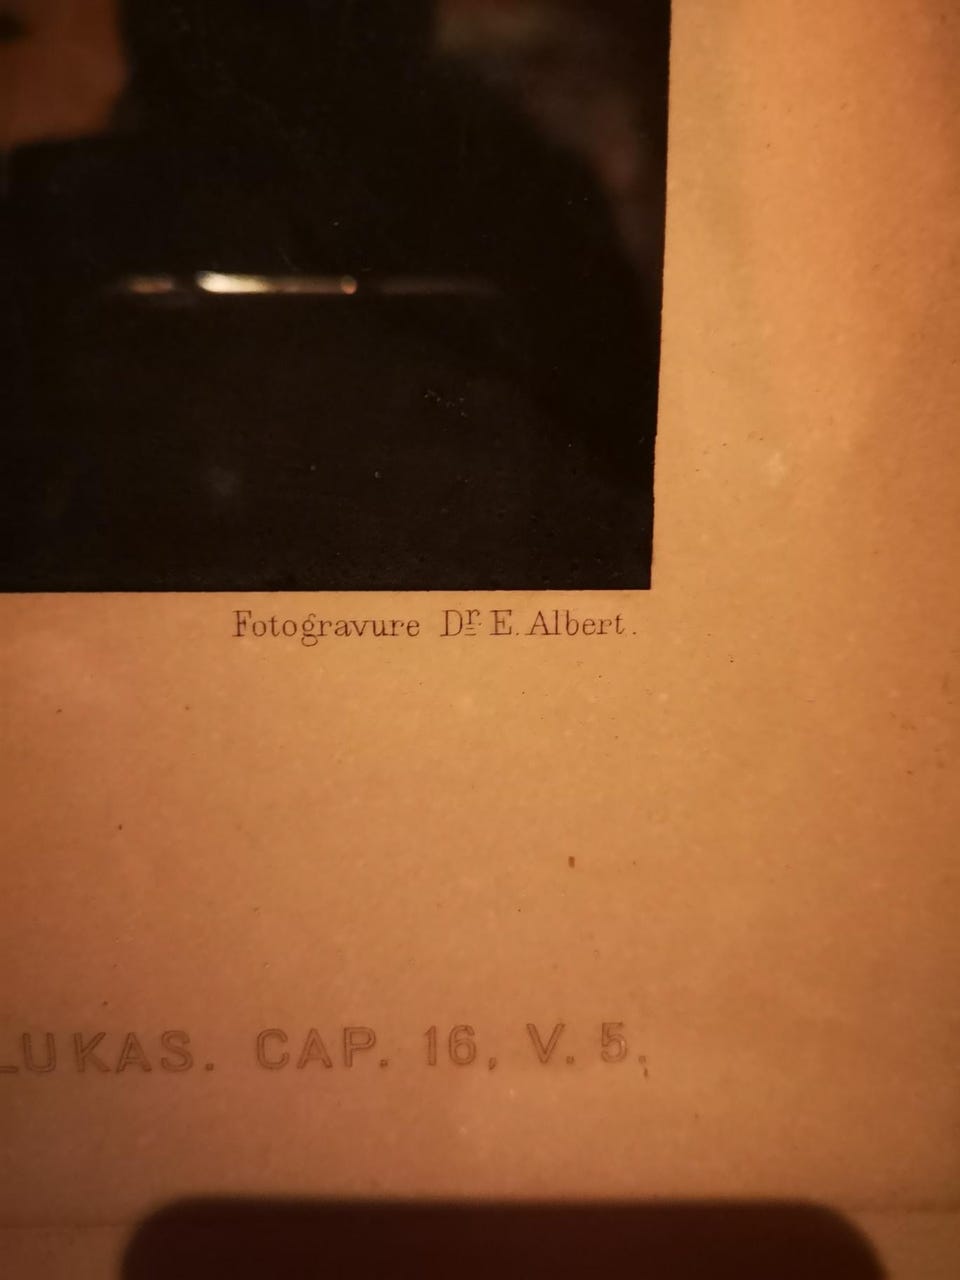 Fotogravure Dr. E. Albert.
LUKAS. CAP. 16, V. 5.